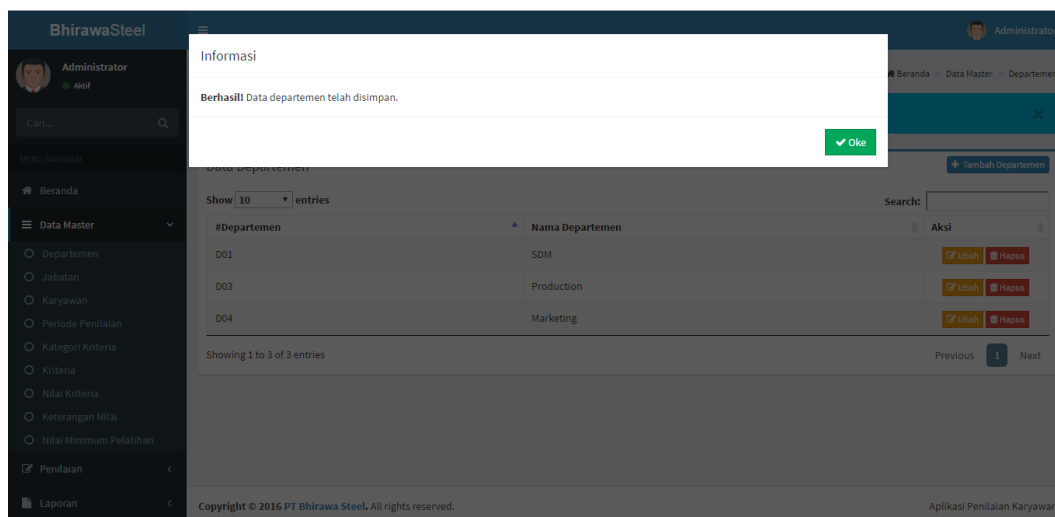 BhirawaSteel
Administrator
Informasi
Administrator
Aktif
Beranda > Data Master > Departemen
Berhasil! Data departemen telah disimpan.
Cari...
Oke
MENU NAVIGASI
Data Departemen
Tambah Departemen
Beranda
Show 10 entries
Search:
Data Master
#Departemen Nama Departemen Aksi
Departemen
D01 SDM Ubah Hapus
Jabatan
D03 Production Ubah Hapus
Karyawan
Periode Penilaian
D04 Marketing Ubah Hapus
Kategori Kriteria
Showing 1 to 3 of 3 entries
Previous 1 Next
Kriteria
Nilai Kriteria
Keterangan Nilai
Nilai Minimum Pelatihan
Penilaian
Laporan
Copyright © 2016 PT Bhirawa Steel. All rights reserved.
Aplikasi Penilaian Karyawan